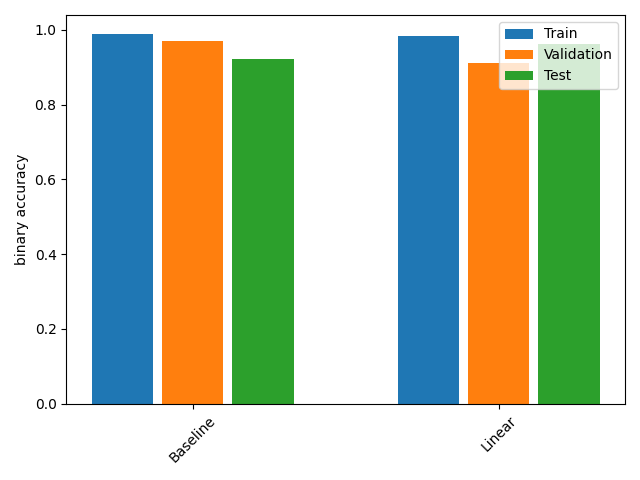 Train
Validation
Test
binary accuracy
1.0
0.8
0.6
0.4
0.2
0.0
Baseline
Linear